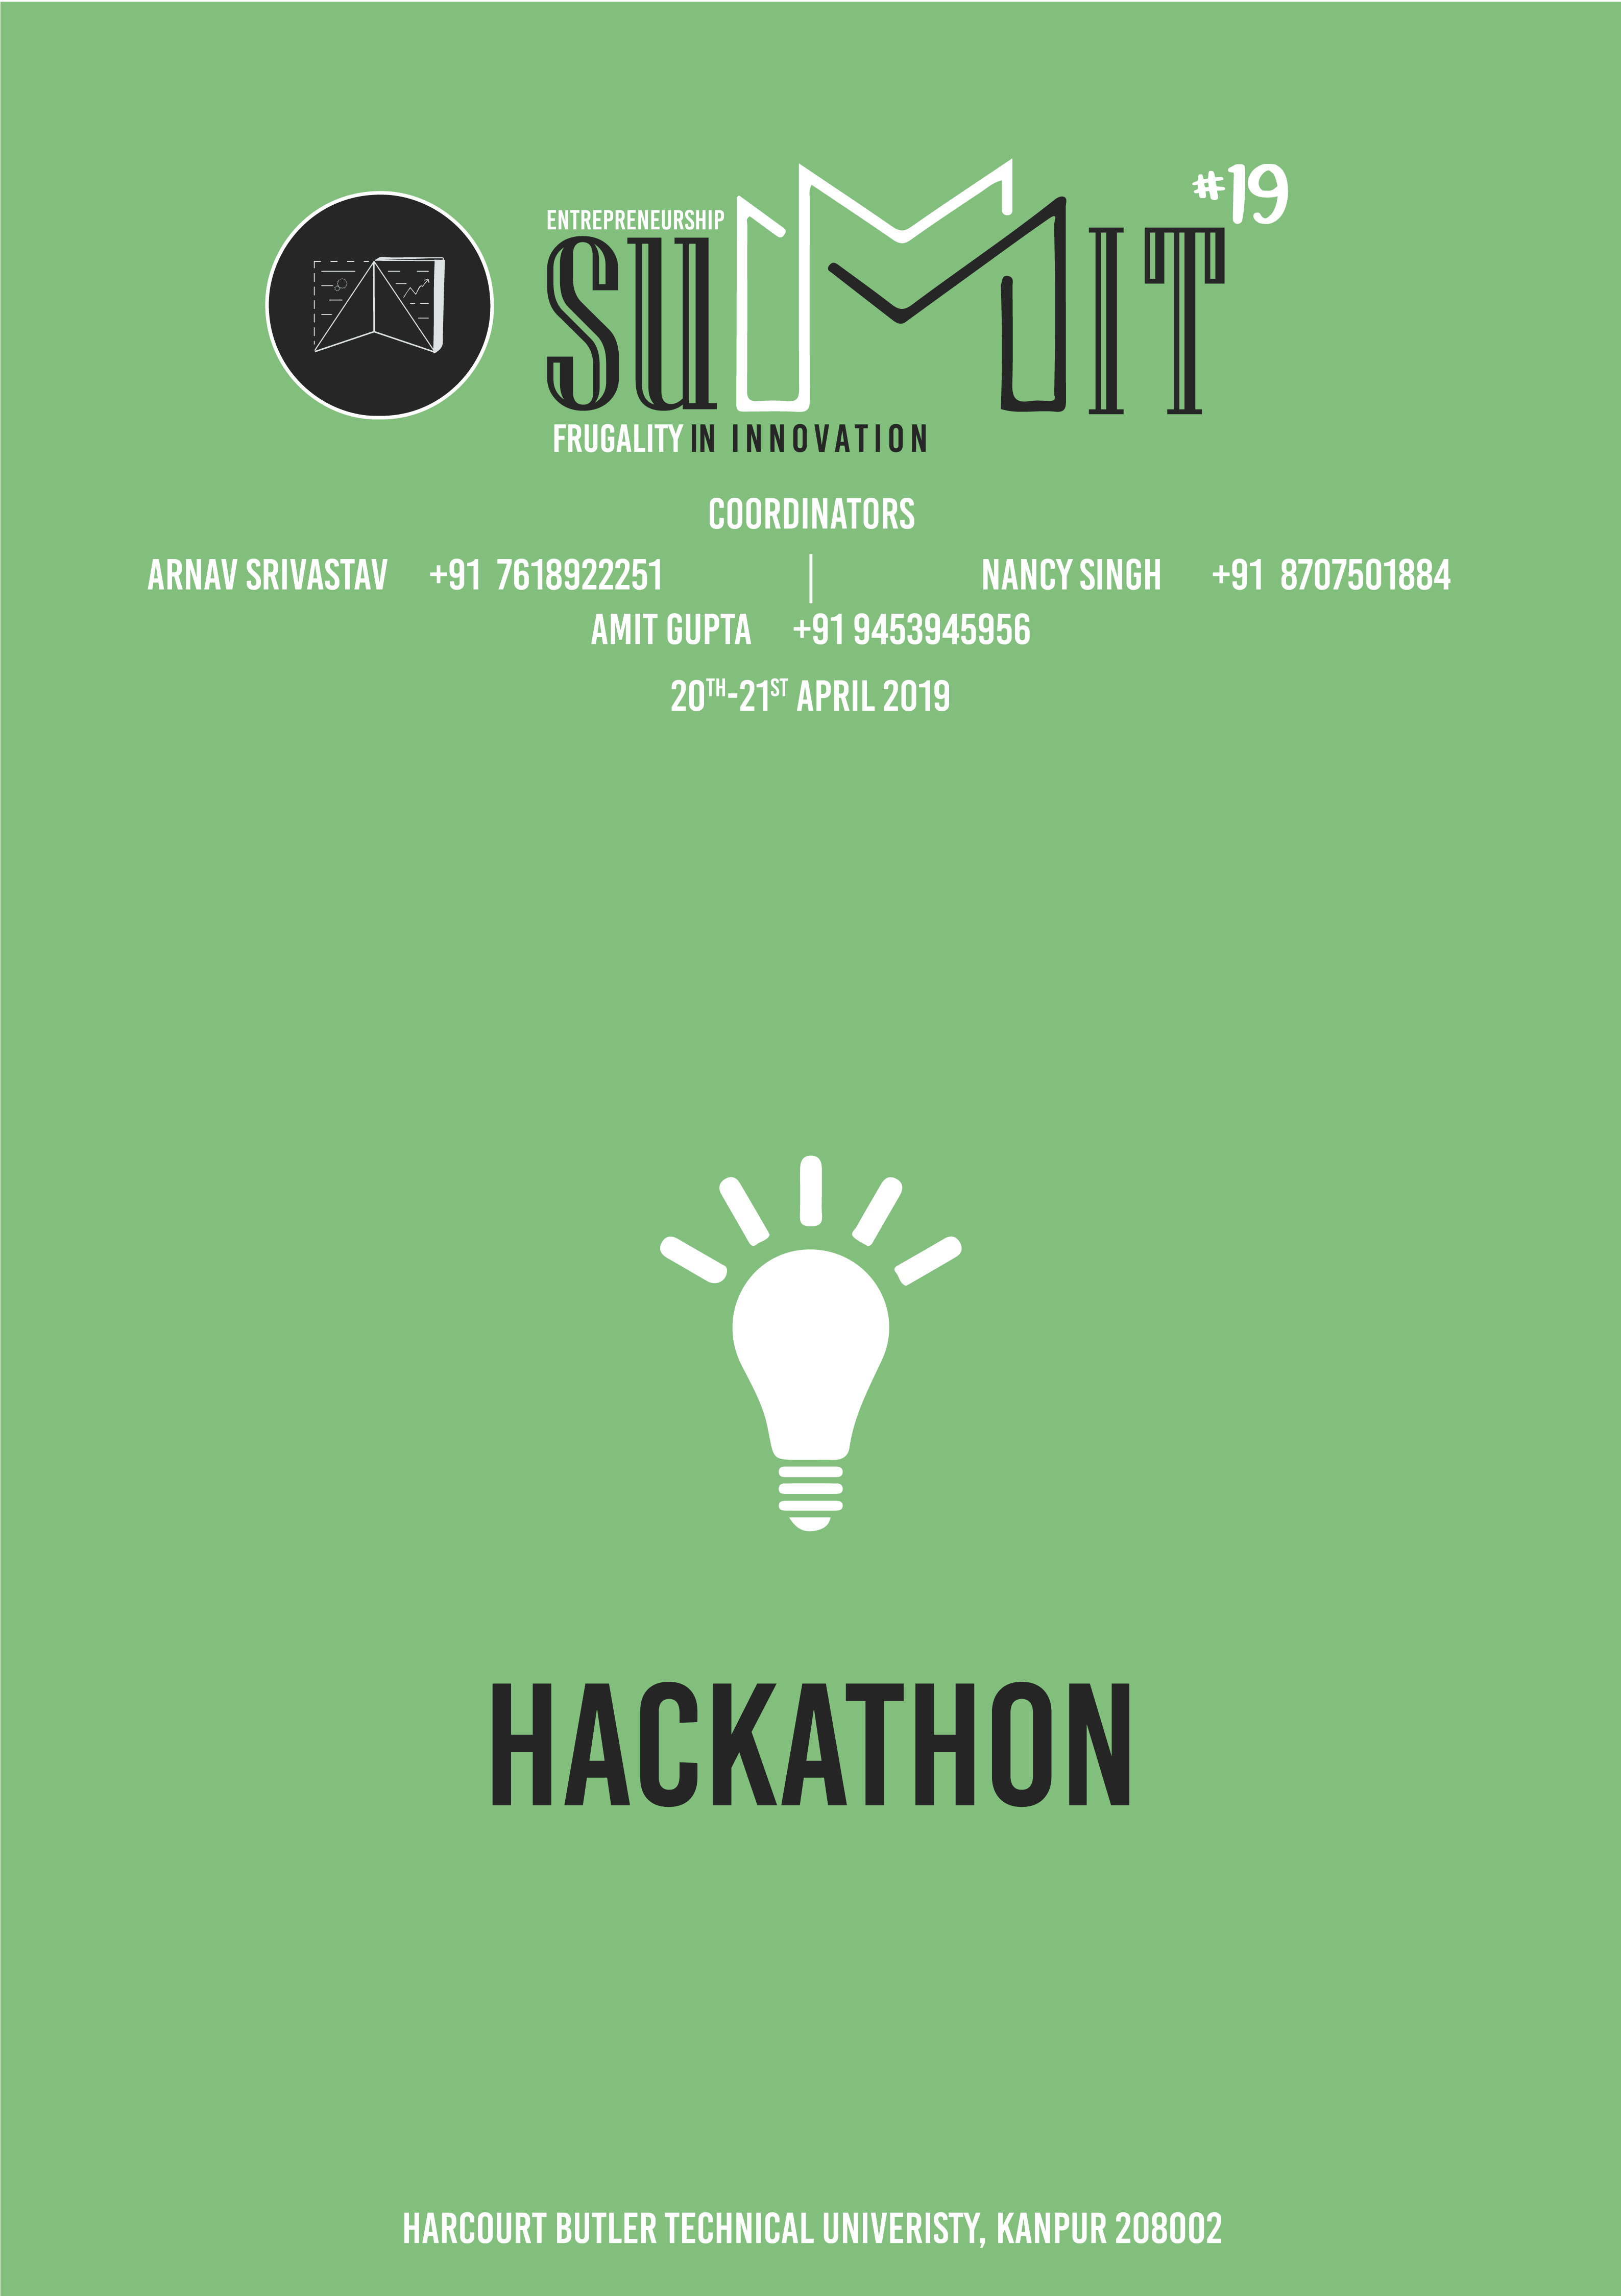 #19
ENTREPRENEURSHIP
SUMMIT
FRUGALITY IN INNOVATION
COORDINATORS
ARNAV SRIVASTAV +91 7618922251 | NANCY SINGH +91 8707501884
AMIT GUPTA +91 9453945956
20TH-21ST APRIL 2019
HACKATHON
HARCOURT BUTLER TECHNICAL UNIVERISTY, KANPUR 208002